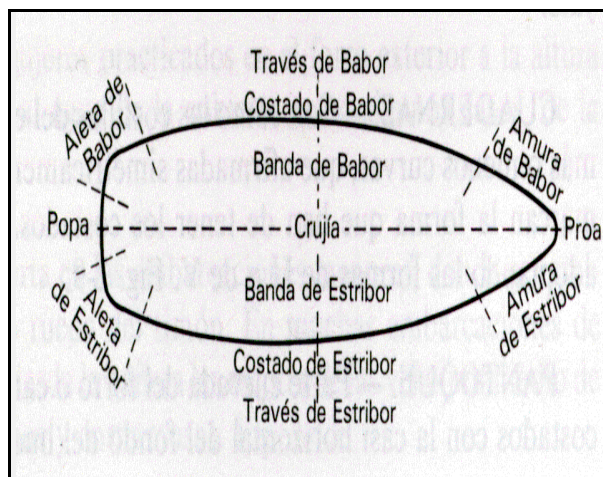 Través de Babor
Costado de Babor
Aleta de
Babor
Amura
de Babor
Banda de Babor
Popa
Crujía
Proa
Banda de Estribor
Aleta
de Estribor
Amura
de Estribor
Costado de Estribor
Través de Estribor